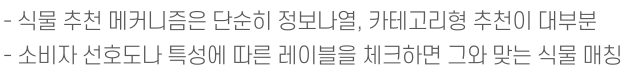 - 식물 추천 메커니즘은 단순히 정보나열, 카테고리형 추천이 대부분
- 소비자 선호도나 특성에 따른 레이블을 체크하면 그와 맞는 식물 매칭